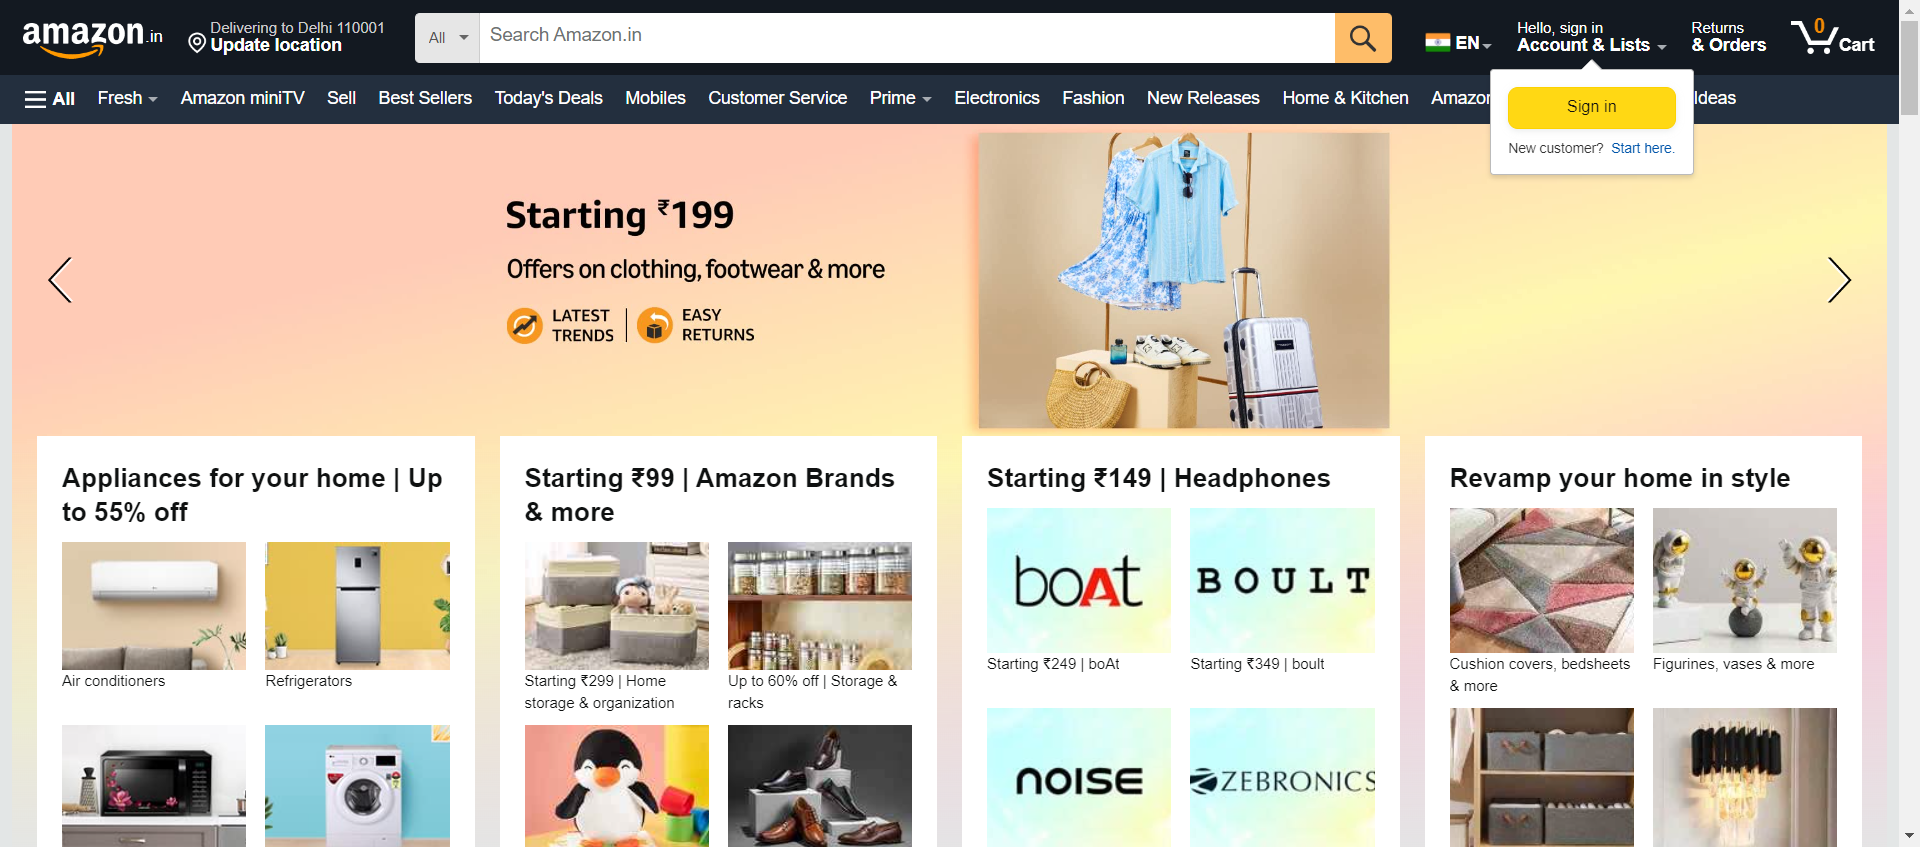 amazon.in
Delivering to Delhi 110001
Update location
All
Search Amazon.in
EN
Hello, sign in
Account & Lists
Returns
& Orders
0
Cart
All
Fresh
Amazon miniTV
Sell
Best Sellers
Today's Deals
Mobiles
Customer Service
Prime
Electronics
Fashion
New Releases
Home & Kitchen
Amazon
Ideas
Sign in
New customer? Start here.
Starting ₹199
Offers on clothing, footwear & more
LATEST
TRENDS
EASY
RETURNS
Appliances for your home | Up
to 55% off
Air conditioners
Refrigerators
Starting ₹99 | Amazon Brands
& more
Starting ₹299 | Home
storage & organization
Up to 60% off | Storage &
racks
Starting ₹149 | Headphones
boAt
BOULT
Starting ₹249 | boAt
Starting ₹349 | boult
noise
ZEBRONICS
Revamp your home in style
Cushion covers, bedsheets
& more
Figurines, vases & more